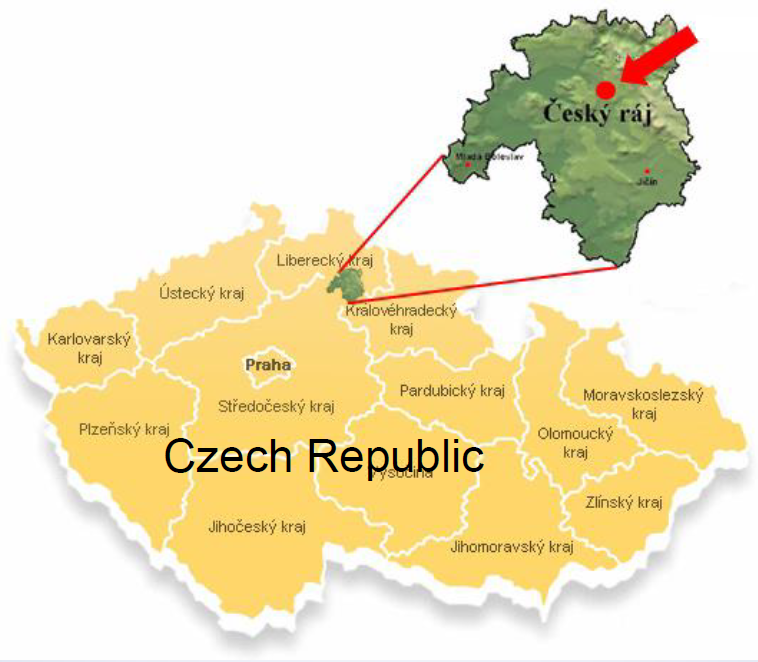 Český ráj
Mladá Boleslav
Jičín
Liberecký kraj
Ústecký kraj
Královéhradecký
kraj
Karlovarský
kraj
Praha
Pardubický kraj
Moravskoslezský
kraj
Středočeský kraj
Plzeňský kraj
Olomoucký
kraj
Czech Republic
Vysočina
Zlínský kraj
Jihočeský kraj
Jihomoravský kraj